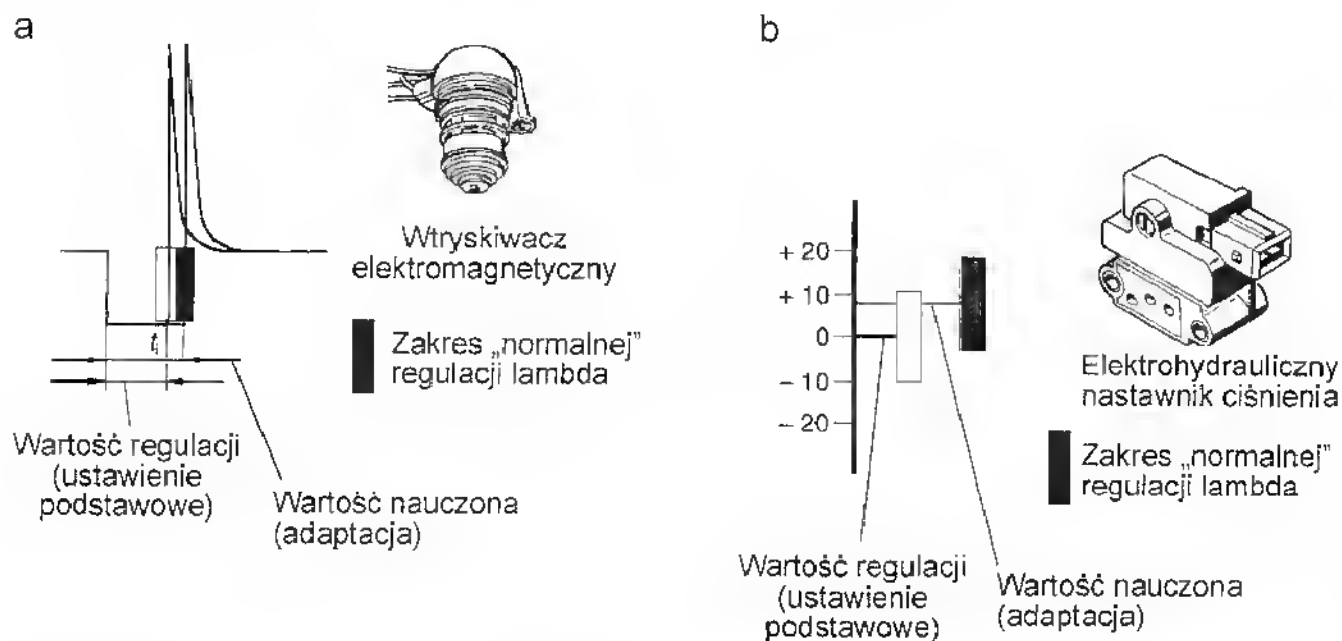 a
Wtryskiwacz
elektromagnetyczny
Zakres „normalnej”
regulacji lambda
tᵢ
Wartość regulacji
(ustawienie
podstawowe)
Wartość nauczona
(adaptacja)
b
+ 20
+ 10
0
– 10
– 20
Elektrohydrauliczny
nastawnik ciśnienia
Zakres „normalnej”
regulacji lambda
Wartość regulacji
(ustawienie
podstawowe)
Wartość nauczona
(adaptacja)